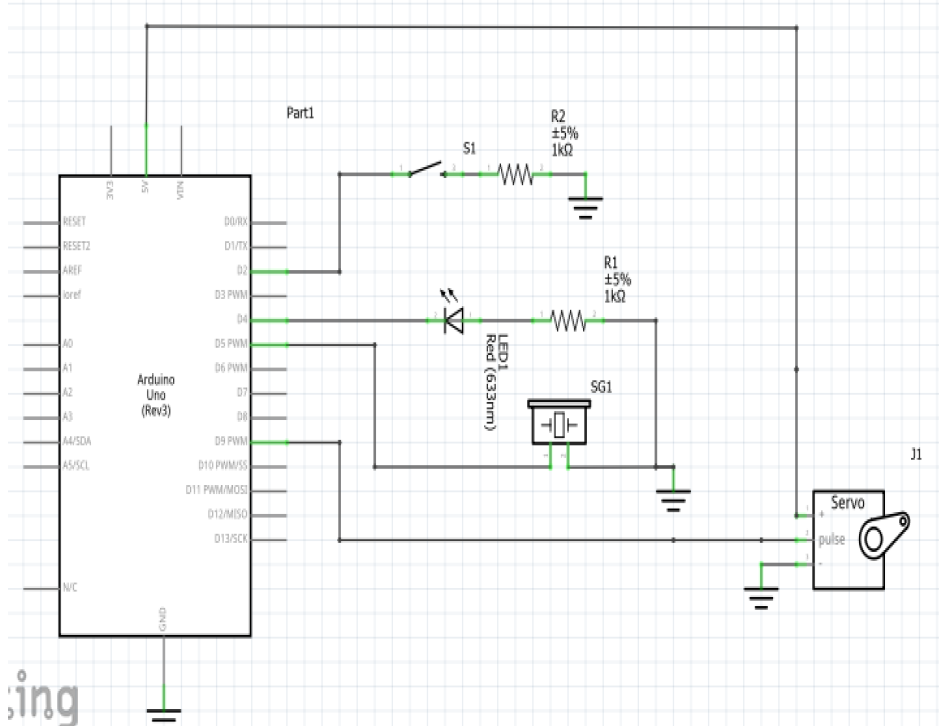 Part1
R2
±5%
1kΩ
S1
3V3
5V
VIN
RESET
RESET2
AREF
ioref
A0
A1
A2
A3
A4/SDA
A5/SCL
N/C
Arduino
Uno
(Rev3)
D0/RX
D1/TX
D2
D3 PWM
D4
D5 PWM
D6 PWM
D7
D8
D9 PWM
D10 PWM/SS
D11 PWM/MOSI
D12/MISO
D13/SCK
GND
R1
±5%
1kΩ
LED1
Red (633nm)
SG1
J1
Servo
+
pulse
-
ing